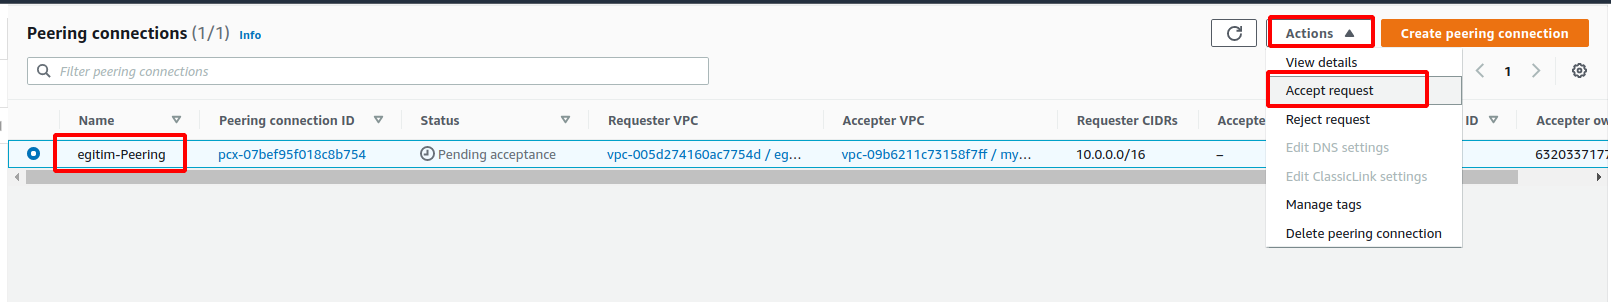 Peering connections (1/1) Info
Actions
Create peering connection
Filter peering connections
1
View details
Accept request
Reject request
Edit DNS settings
Edit ClassicLink settings
Manage tags
Delete peering connection
Name Peering connection ID Status Requester VPC Accepter VPC Requester CIDRs Accepte ID Accepter ow
egitim-Peering pcx-07bef95f018c8b754 Pending acceptance vpc-005d274160ac7754d / eg... vpc-09b6211c73158f7ff / my... 10.0.0.0/16 – 6320337177